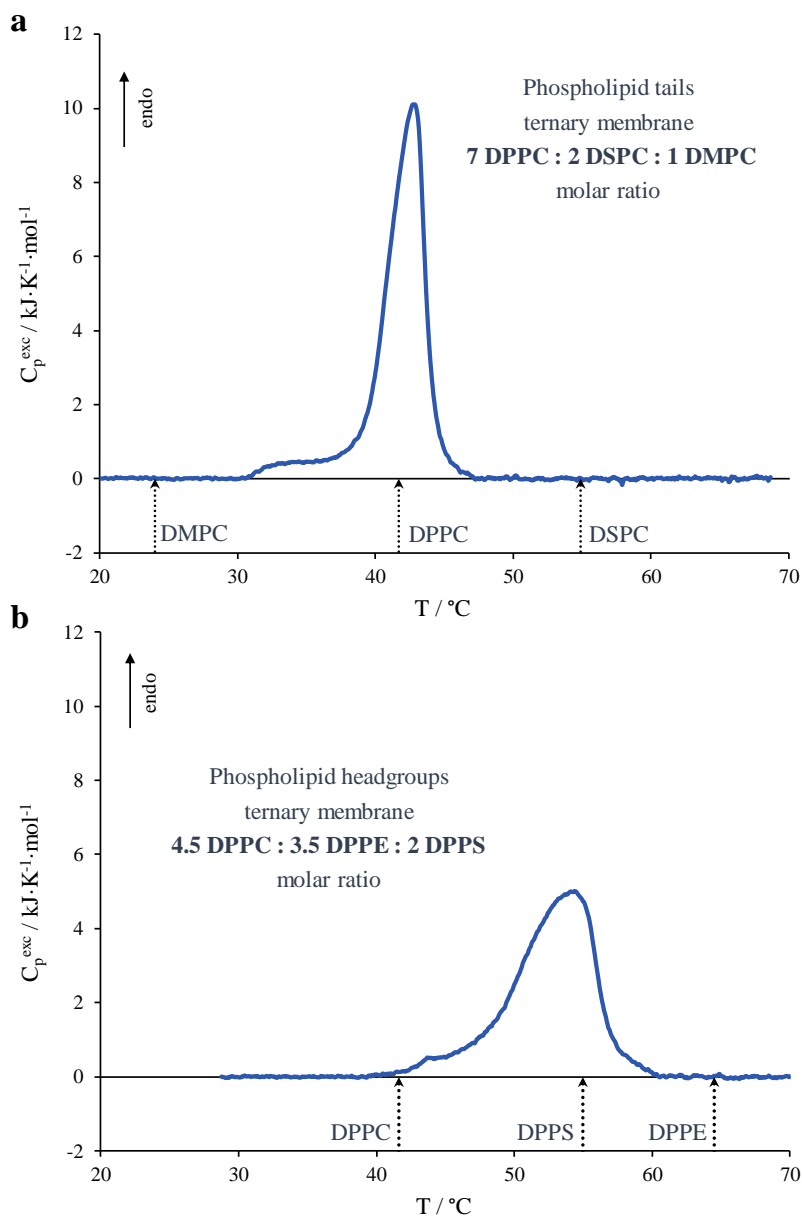 a
12
10
8
6
4
2
0
-2
endo
Cₚᵉˣᶜ / kJ·K⁻¹·mol⁻¹
Phospholipid tails
ternary membrane
7 DPPC : 2 DSPC : 1 DMPC
molar ratio
DMPC
DPPC
DSPC
20 30 40 50 60 70
T / °C
b
12
10
8
6
4
2
0
-2
endo
Cₚᵉˣᶜ / kJ·K⁻¹·mol⁻¹
Phospholipid headgroups
ternary membrane
4.5 DPPC : 3.5 DPPE : 2 DPPS
molar ratio
DPPC
DPPS
DPPE
20 30 40 50 60 70
T / °C